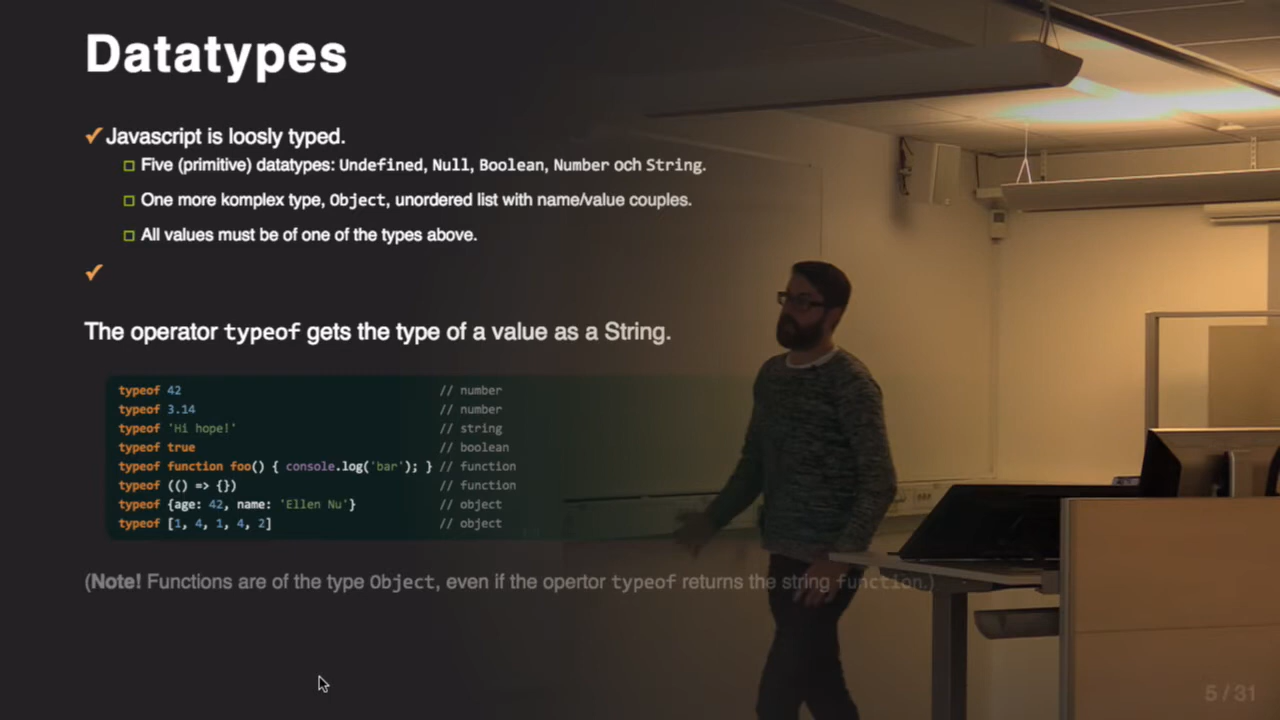 Datatypes
Javascript is loosly typed.
Five (primitive) datatypes: Undefined, Null, Boolean, Number och String.
One more komplex type, Object, unordered list with name/value couples.
All values must be of one of the types above.
The operator typeof gets the type of a value as a String.
typeof 42 // number
typeof 3.14 // number
typeof 'Hi hope!' // string
typeof true // boolean
typeof function foo() { console.log('bar'); } // function
typeof (() => {}) // function
typeof {age: 42, name: 'Ellen Nu'} // object
typeof [1, 4, 1, 4, 2] // object
(Note! Functions are of the type Object, even if the opertor typeof returns the string function.)
5 / 31